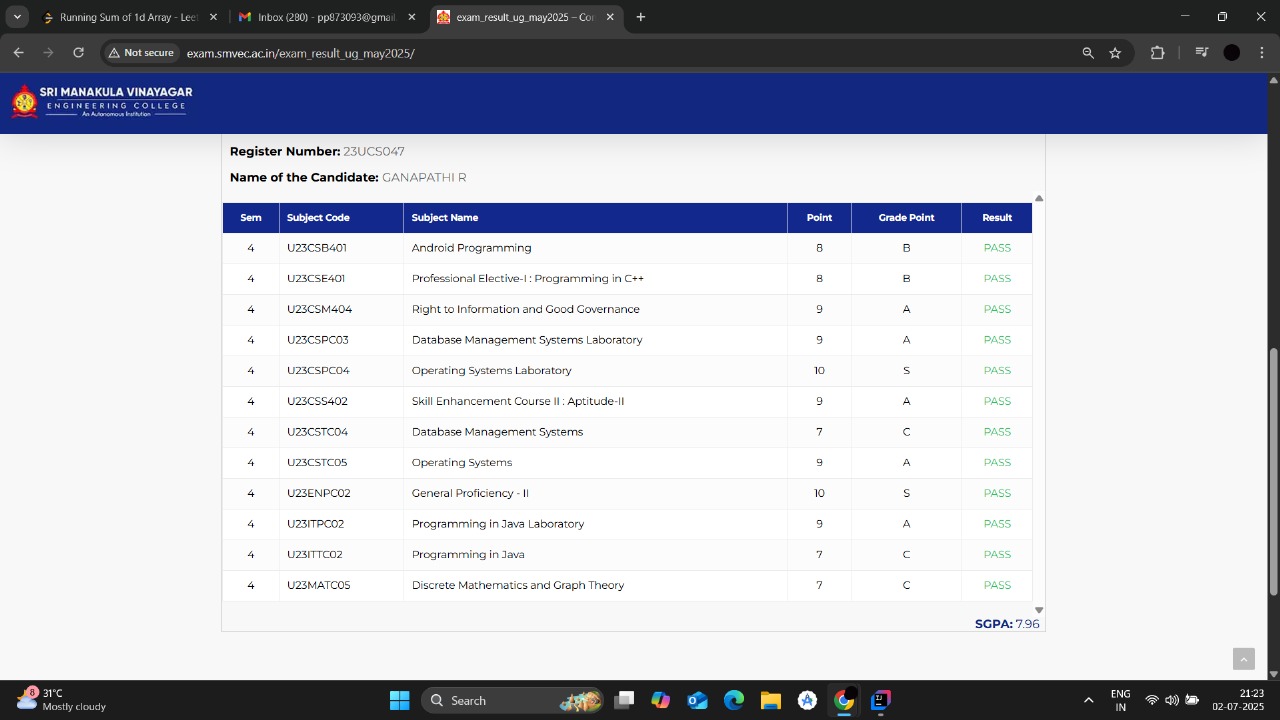 Running Sum of 1d Array - Leet
Inbox (280) - pp873093@gmail.
exam_result_ug_may2025 – Cor
Not secure
exam.smvec.ac.in/exam_result_ug_may2025/
SRI MANAKULA VINAYAGAR
ENGINEERING COLLEGE
An Autonomous Institution
Register Number: 23UCS047
Name of the Candidate: GANAPATHI R
Sem Subject Code Subject Name Point Grade Point Result
4 U23CSB401 Android Programming 8 B PASS
4 U23CSE401 Professional Elective-I : Programming in C++ 8 B PASS
4 U23CSM404 Right to Information and Good Governance 9 A PASS
4 U23CSPC03 Database Management Systems Laboratory 9 A PASS
4 U23CSPC04 Operating Systems Laboratory 10 S PASS
4 U23CSS402 Skill Enhancement Course II : Aptitude-II 9 A PASS
4 U23CSTC04 Database Management Systems 7 C PASS
4 U23CSTC05 Operating Systems 9 A PASS
4 U23ENPC02 General Proficiency - II 10 S PASS
4 U23ITPC02 Programming in Java Laboratory 9 A PASS
4 U23ITTC02 Programming in Java 7 C PASS
4 U23MATC05 Discrete Mathematics and Graph Theory 7 C PASS
SGPA: 7.96
8
31°C
Mostly cloudy
Search
ENG
IN
21:23
02-07-2025